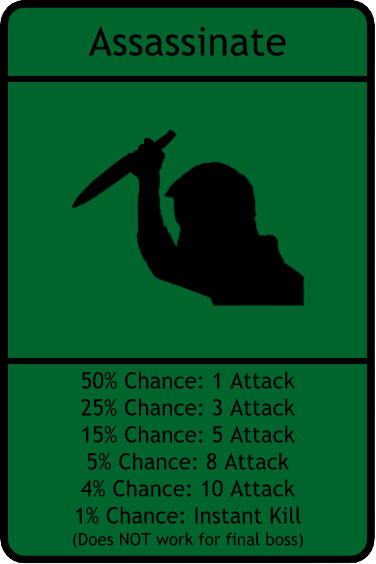 Assassinate
50% Chance: 1 Attack
25% Chance: 3 Attack
15% Chance: 5 Attack
5% Chance: 8 Attack
4% Chance: 10 Attack
1% Chance: Instant Kill
(Does NOT work for final boss)